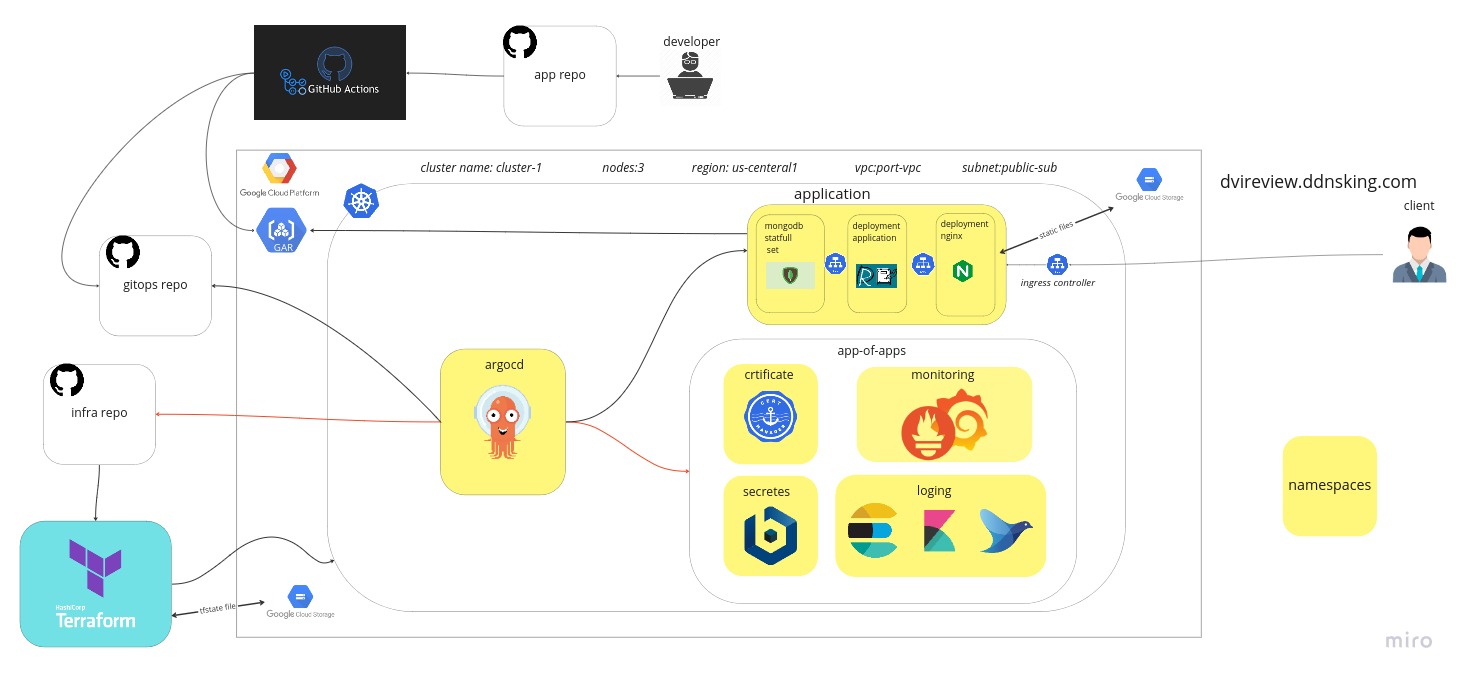 developer
app repo
GitHub Actions
cluster name: cluster-1
nodes:3
region: us-centeral1
vpc:port-vpc
subnet:public-sub
Google Cloud Platform
Google Cloud Storage
dvireview.ddnsking.com
client
application
mongodb
statfull
set
deployment
application
deployment
nginx
static files
GAR
ingress controller
gitops repo
argocd
app-of-apps
crtificate
CERT
MANAGER
monitoring
infra repo
secretes
loging
namespaces
HashiCorp
Terraform
tfstate file
Google Cloud Storage
miro